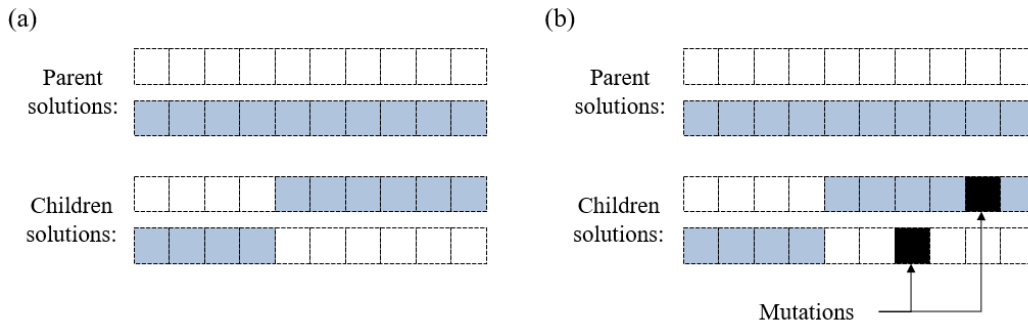 (a)
Parent
solutions:
Children
solutions:
(b)
Parent
solutions:
Children
solutions:
Mutations